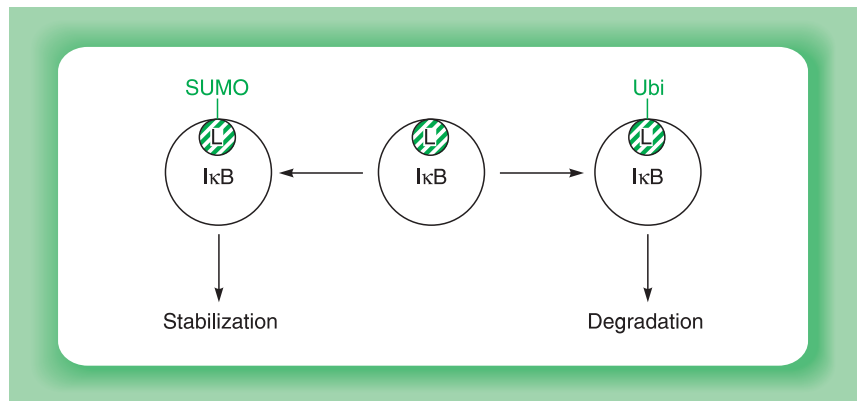 SUMO
Ubi
L
L
L
IκB
IκB
IκB
Stabilization
Degradation